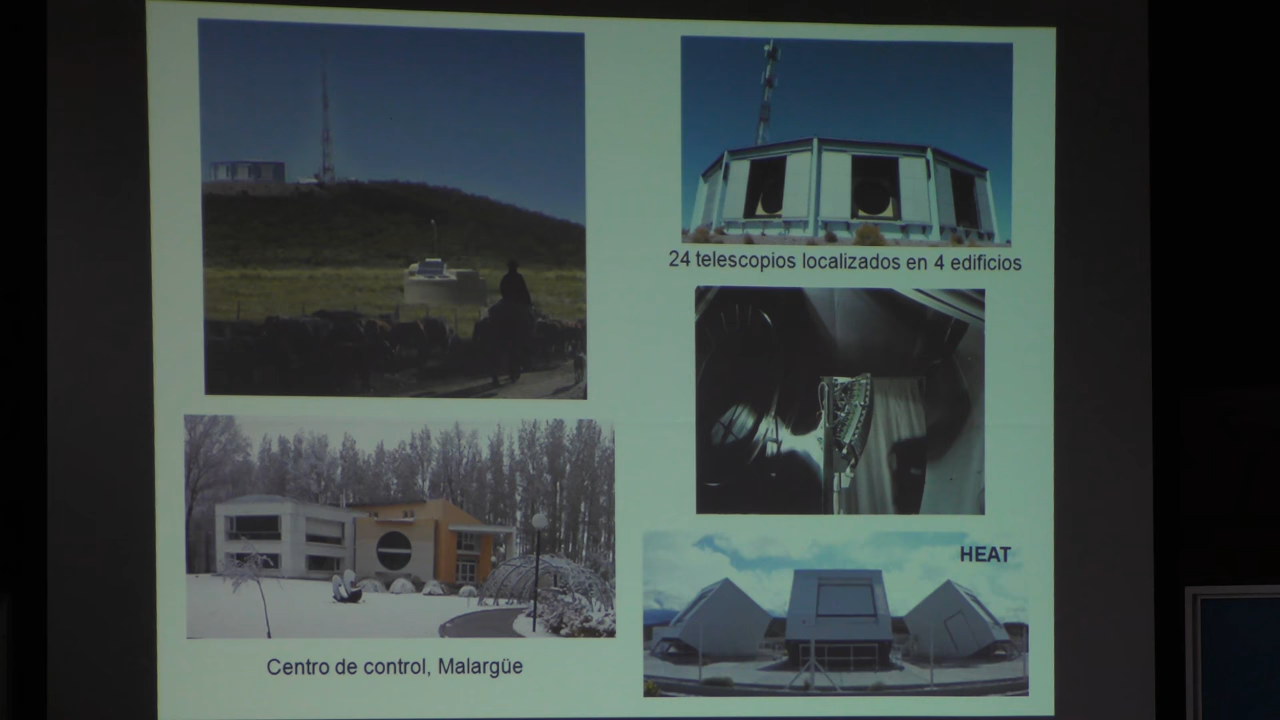 24 telescopios localizados en 4 edificios
HEAT
Centro de control, Malargüe